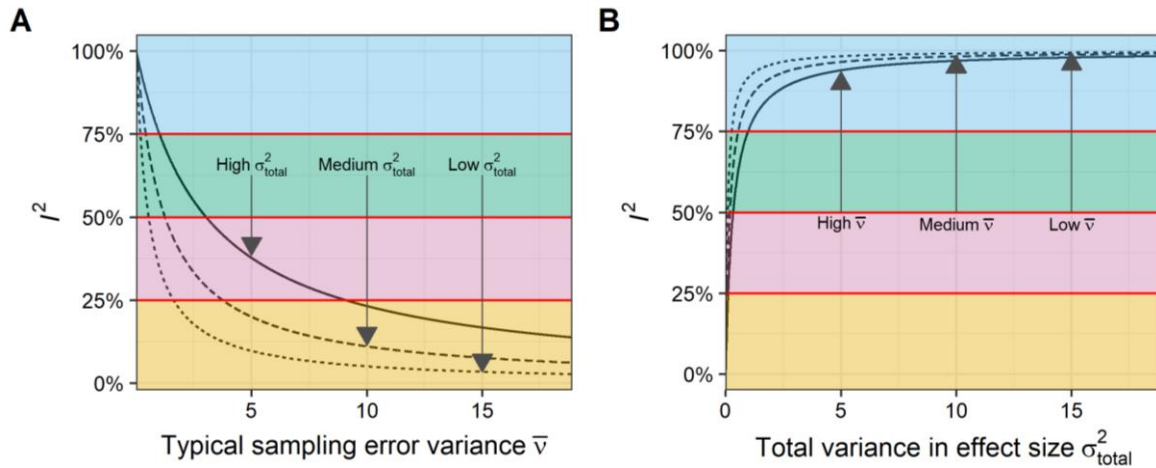 A
100%
75%
50%
25%
0%
I²
High σ²total
Medium σ²total
Low σ²total
5
10
15
Typical sampling error variance v̅
B
100%
75%
50%
25%
0%
I²
High v̅
Medium v̅
Low v̅
0
5
10
15
Total variance in effect size σ²total